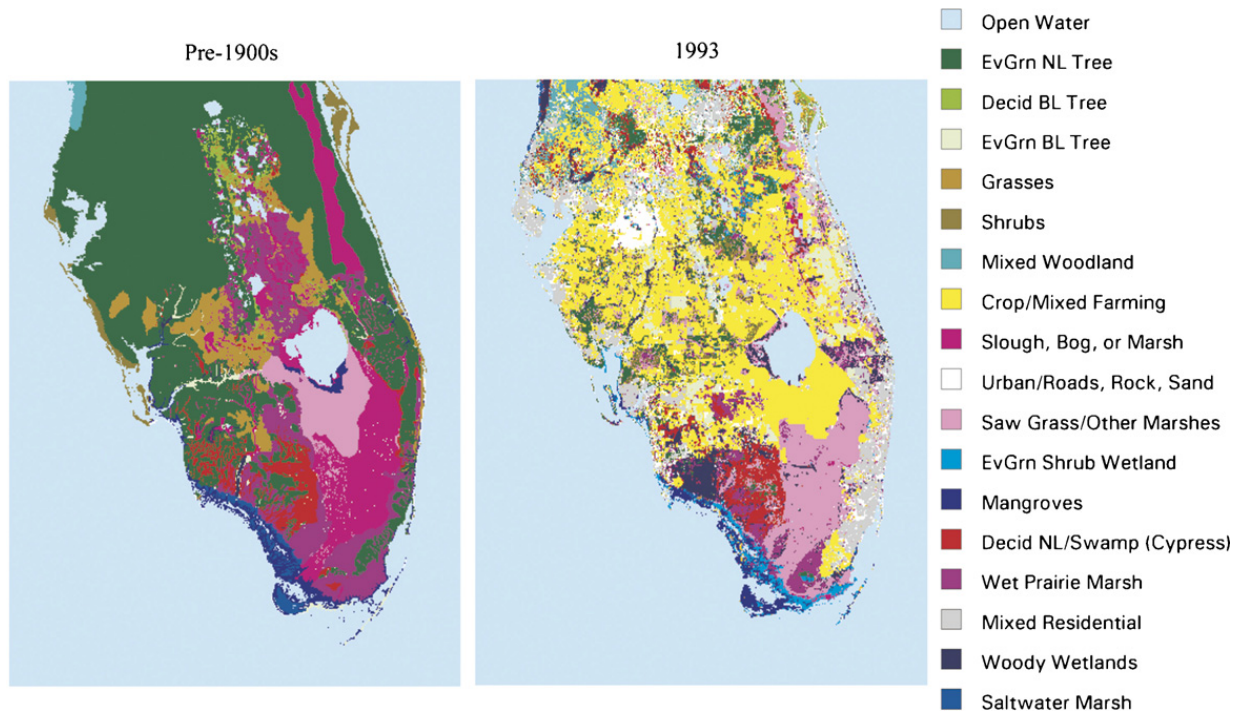 Pre-1900s
1993
Open Water
EvGrn NL Tree
Decid BL Tree
EvGrn BL Tree
Grasses
Shrubs
Mixed Woodland
Crop/Mixed Farming
Slough, Bog, or Marsh
Urban/Roads, Rock, Sand
Saw Grass/Other Marshes
EvGrn Shrub Wetland
Mangroves
Decid NL/Swamp (Cypress)
Wet Prairie Marsh
Mixed Residential
Woody Wetlands
Saltwater Marsh